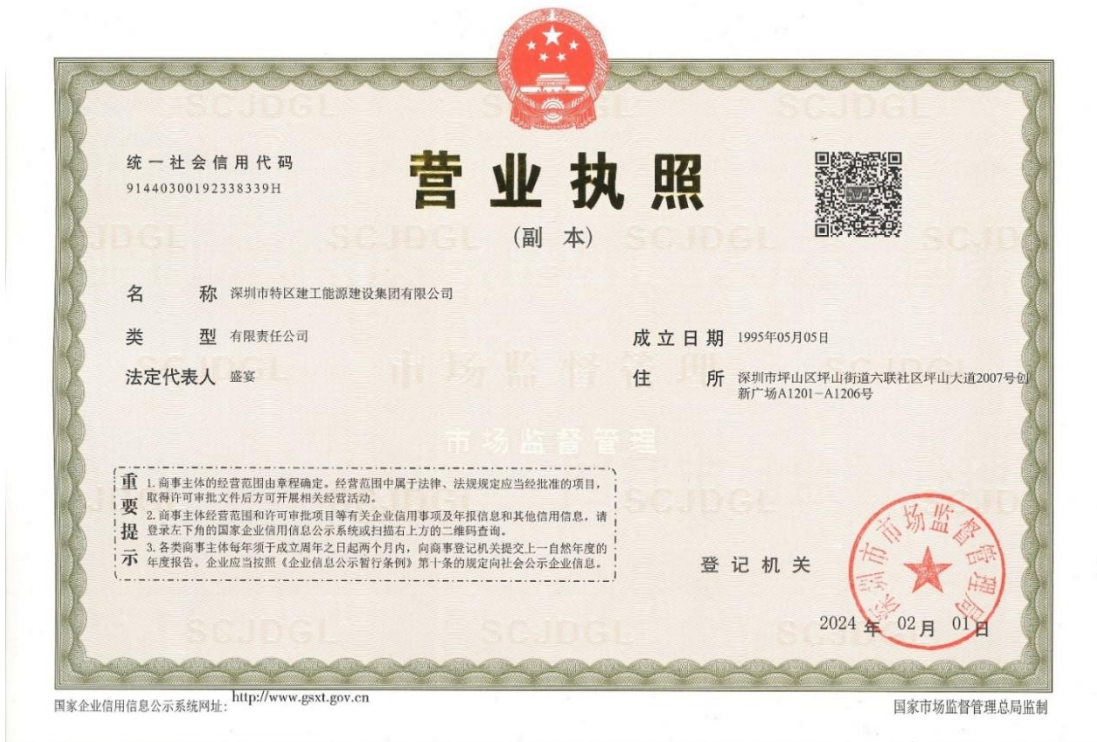 统一社会信用代码
91440300192338339H
营业执照
(副 本)
名 称 深圳市特区建工能源建设集团有限公司
类 型 有限责任公司
法定代表人 盛宴
成立日期 1995年05月05日
住 所 深圳市坪山区坪山街道六联社区坪山大道2007号创
新广场A1201-A1206号
市场监督管理
市场监督管理
重要提示
1.商事主体的经营范围由章程确定。经营范围中属于法律、法规规定应当经批准的项目，
取得许可审批文件后方可开展相关经营活动。
2.商事主体经营范围和许可审批项目等有关企业信用事项及年报信息和其他信用信息，请
登录左下角的国家企业信用信息公示系统或扫描右上方的二维码查询。
3.各类商事主体每年须于成立周年之日起两个月内，向商事登记机关提交上一自然年度的
年度报告。企业应当按照《企业信息公示暂行条例》第十条的规定向社会公示企业信息。
登记机关
深圳市市场监督管理局
2024年02月01日
国家企业信用信息公示系统网址：http://www.gsxt.gov.cn
国家市场监督管理总局监制
SCJDGL SCJDGL SCJDGL
JDGL SCJDGL SCJDGL SCJD
SCJDGL SCJDGL SCJDGL